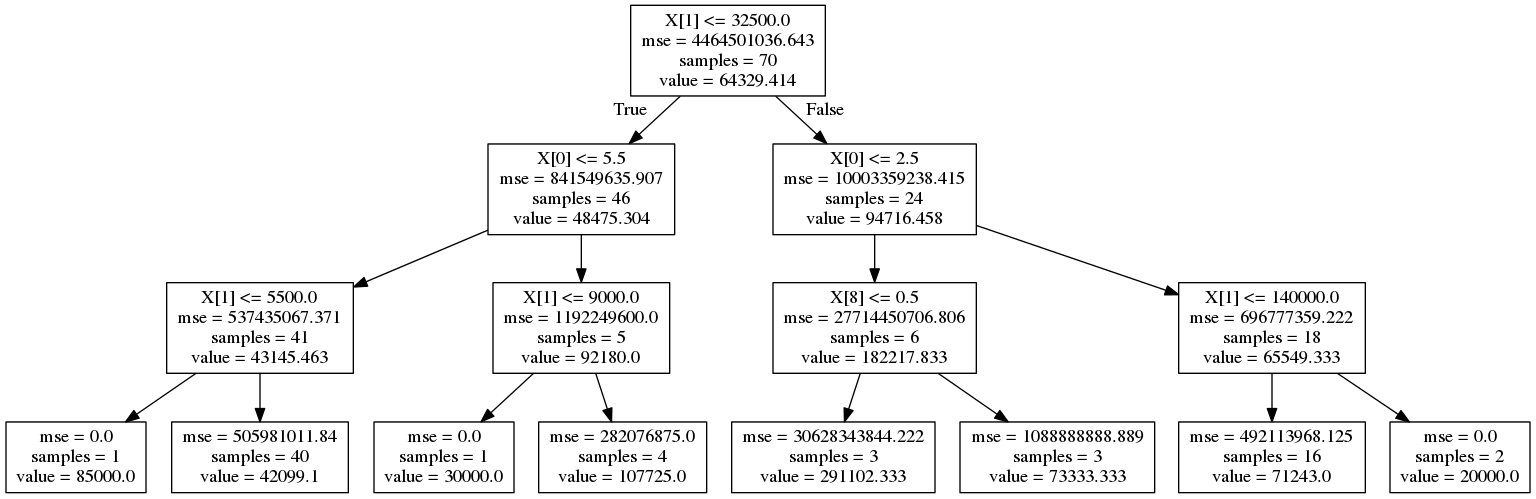 X[1] <= 32500.0
mse = 4464501036.643
samples = 70
value = 64329.414
True
False
X[0] <= 5.5
mse = 841549635.907
samples = 46
value = 48475.304
X[0] <= 2.5
mse = 10003359238.415
samples = 24
value = 94716.458
X[1] <= 5500.0
mse = 537435067.371
samples = 41
value = 43145.463
X[1] <= 9000.0
mse = 1192249600.0
samples = 5
value = 92180.0
X[8] <= 0.5
mse = 27714450706.806
samples = 6
value = 182217.833
X[1] <= 140000.0
mse = 696777359.222
samples = 18
value = 65549.333
mse = 0.0
samples = 1
value = 85000.0
mse = 505981011.84
samples = 40
value = 42099.1
mse = 0.0
samples = 1
value = 30000.0
mse = 282076875.0
samples = 4
value = 107725.0
mse = 30628343844.222
samples = 3
value = 291102.333
mse = 1088888888.889
samples = 3
value = 73333.333
mse = 492113968.125
samples = 16
value = 71243.0
mse = 0.0
samples = 2
value = 20000.0